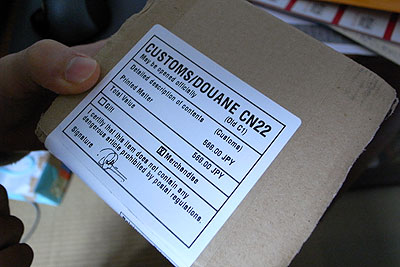 CUSTOMS/DOUANE CN22
May be opened officially (Old C1)
Detailed description of contents (Customs)
Printed Matter 568.00 JPY
Total Value 568.00 JPY
Gift Merchandise
I certify that this item does not contain any
dangerous article prohibited by postal regulations.
Signature